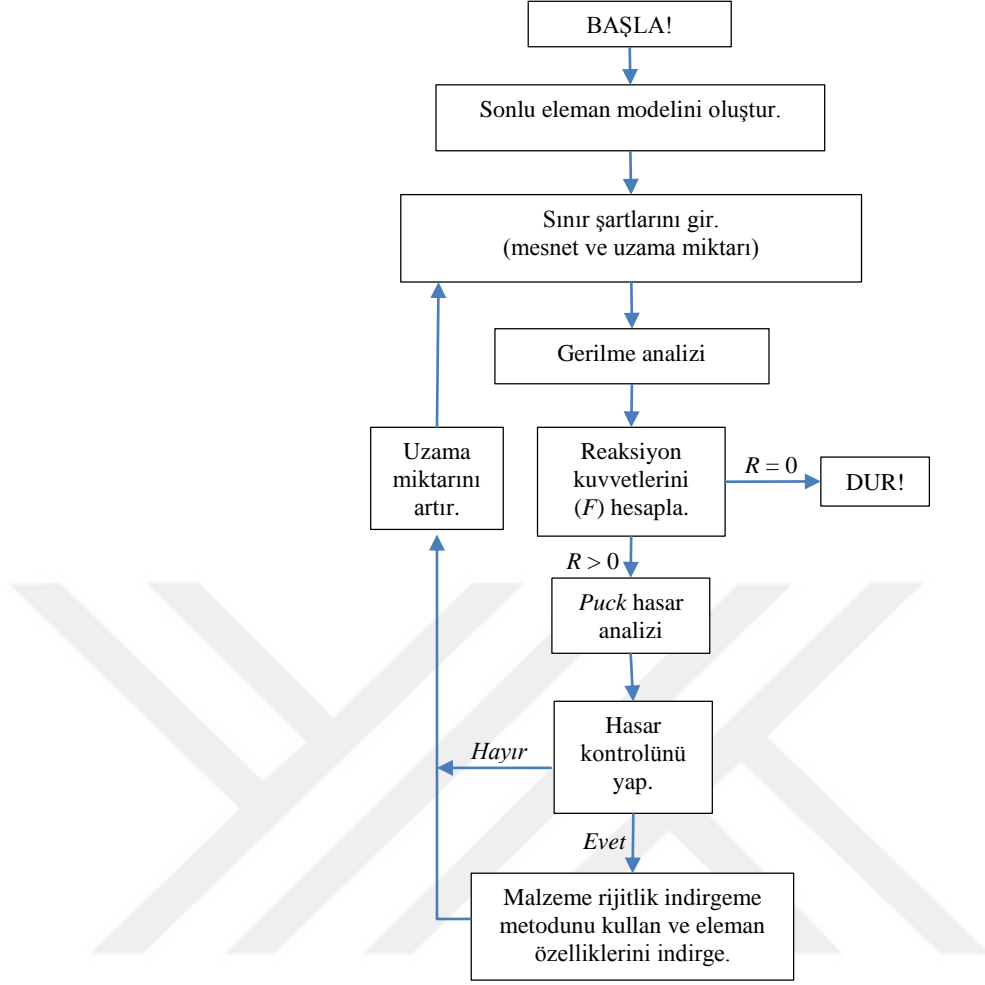 BAŞLA!
Sonlu eleman modelini oluştur.
Sınır şartlarını gir.
(mesnet ve uzama miktarı)
Gerilme analizi
Uzama
miktarını
artır.
Reaksiyon
kuvvetlerini
(F) hesapla.
R = 0
DUR!
R > 0
Puck hasar
analizi
Hasar
kontrolünü
yap.
Hayır
Evet
Malzeme rijitlik indirgeme
metodunu kullan ve eleman
özelliklerini indirge.